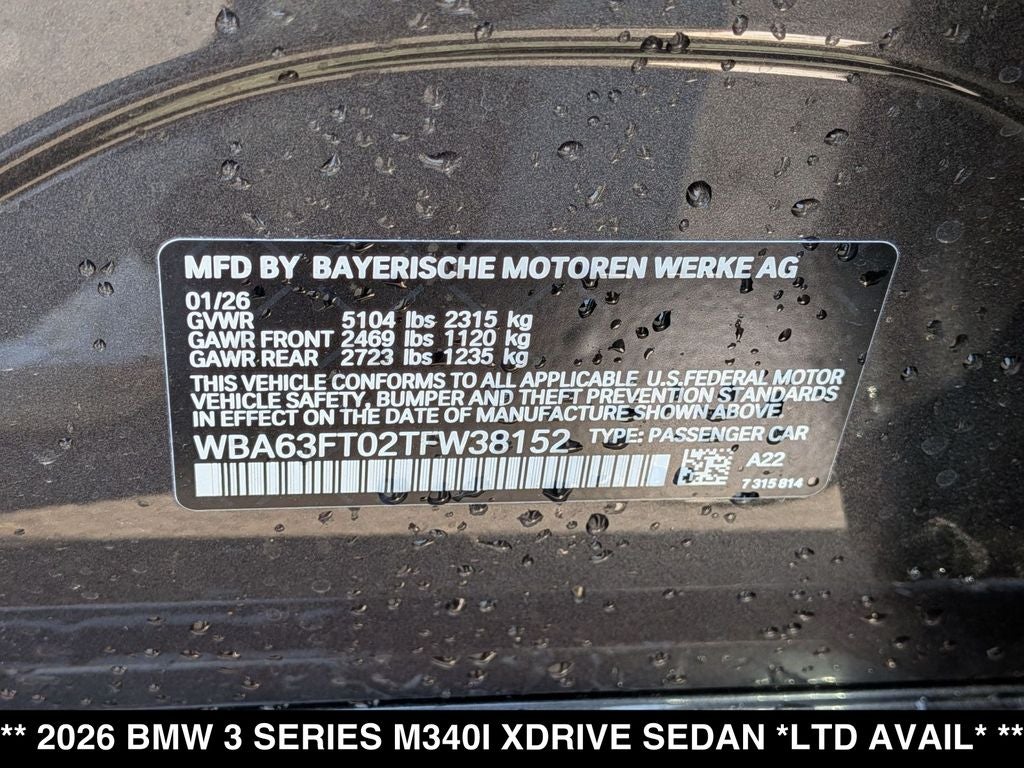 MFD BY BAYERISCHE MOTOREN WERKE AG
01/26
GVWR 5104 lbs 2315 kg
GAWR FRONT 2469 lbs 1120 kg
GAWR REAR 2723 lbs 1235 kg
THIS VEHICLE CONFORMS TO ALL APPLICABLE U.S.FEDERAL MOTOR
VEHICLE SAFETY, BUMPER AND THEFT PREVENTION STANDARDS
IN EFFECT ON THE DATE OF MANUFACTURE SHOWN ABOVE
WBA63FT02TFW38152 TYPE: PASSENGER CAR
A22
7 315 814
** 2026 BMW 3 SERIES M340I XDRIVE SEDAN *LTD AVAIL* **